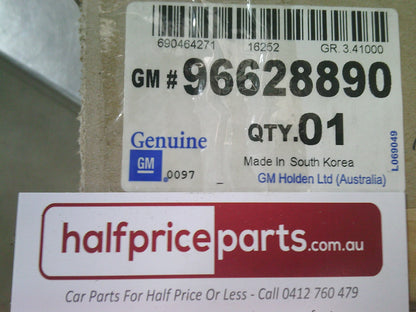 690464271 16252 GR. 3.41000
GM # 96628890
Genuine QTY.01
GM Made In South Korea
.0097 _ GM Holden Ltd (Australia)
L069049
halfpriceparts.com.au
Car Parts For Half Price Or Less - Call 0412 760 479